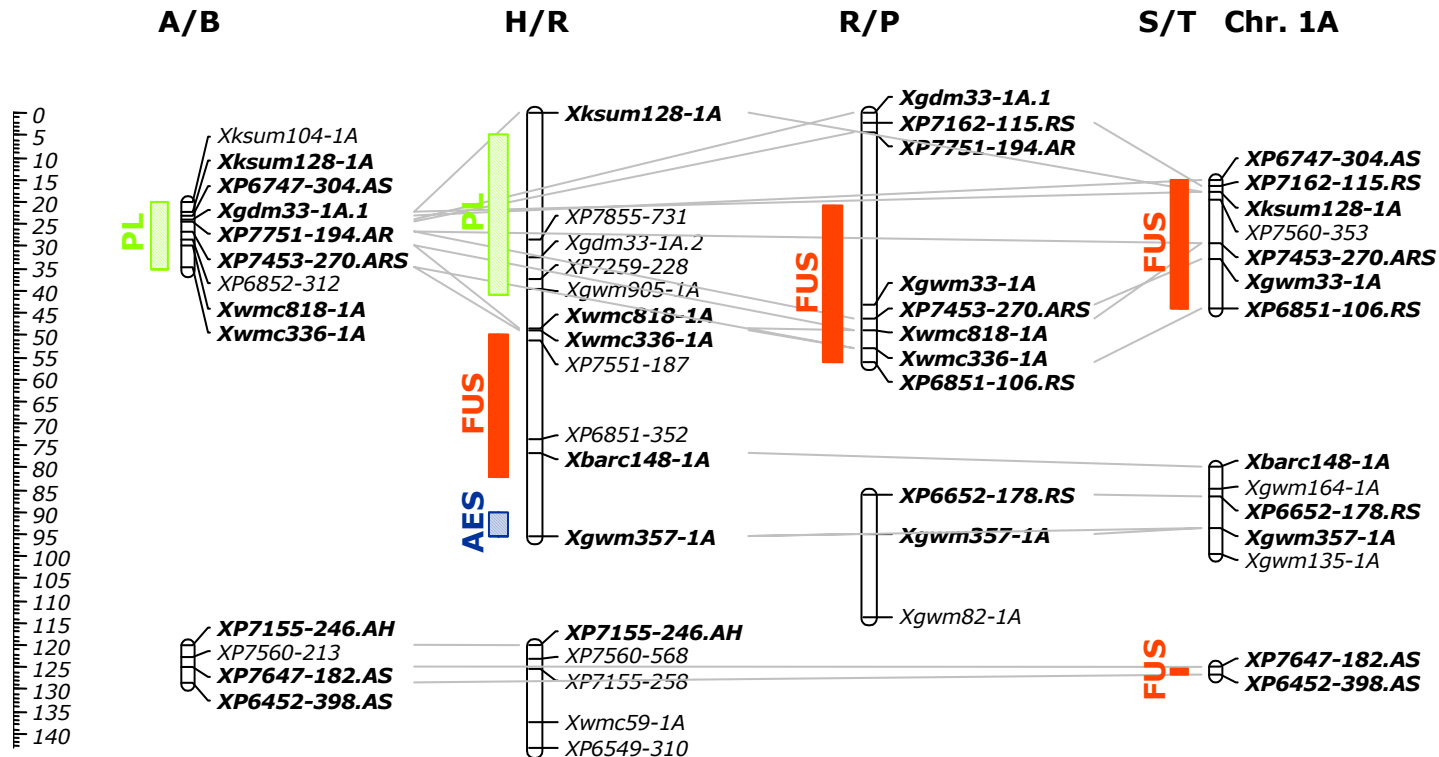 A/B
H/R
R/P
S/T
Chr. 1A
0
5
10
15
20
25
30
35
40
45
50
55
60
65
70
75
80
85
90
95
100
105
110
115
120
125
130
135
140
PL
Xksum104-1A
Xksum128-1A
XP6747-304.AS
Xgdm33-1A.1
XP7751-194.AR
XP7453-270.ARS
XP6852-312
Xwmc818-1A
Xwmc336-1A
XP7155-246.AH
XP7560-213
XP7647-182.AS
XP6452-398.AS
PL
FUS
AES
Xksum128-1A
XP7855-731
Xgdm33-1A.2
XP7259-228
Xgwm905-1A
Xwmc818-1A
Xwmc336-1A
XP7551-187
XP6851-352
Xbarc148-1A
Xgwm357-1A
XP7155-246.AH
XP7560-568
XP7155-258
Xwmc59-1A
XP6549-310
FUS
Xgdm33-1A.1
XP7162-115.RS
XP7751-194.AR
Xgwm33-1A
XP7453-270.ARS
Xwmc818-1A
Xwmc336-1A
XP6851-106.RS
XP6652-178.RS
Xgwm357-1A
Xgwm82-1A
FUS
FUS
XP6747-304.AS
XP7162-115.RS
Xksum128-1A
XP7560-353
XP7453-270.ARS
Xgwm33-1A
XP6851-106.RS
Xbarc148-1A
Xgwm164-1A
XP6652-178.RS
Xgwm357-1A
Xgwm135-1A
XP7647-182.AS
XP6452-398.AS